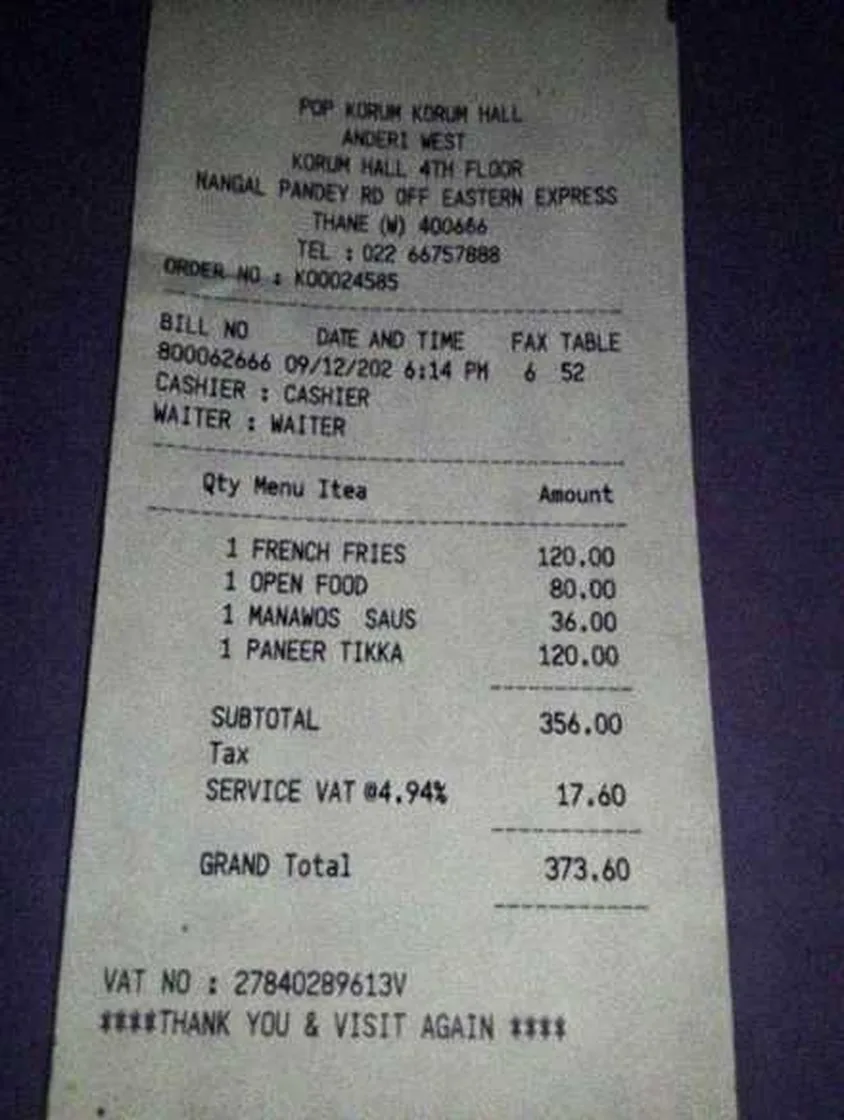 POP KORUM KORUM HALL
ANDERI WEST
KORUM HALL 4TH FLOOR
NANGAL PANDEY RD OFF EASTERN EXPRESS
THANE (W) 400666
TEL : 022 66757888
ORDER NO : K00024585
BILL NO DATE AND TIME FAX TABLE
800062666 09/12/202 6:14 PM 6 52
CASHIER : CASHIER
WAITER : WAITER
Qty Menu Itea Amount
1 FRENCH FRIES 120.00
1 OPEN FOOD 80.00
1 MANAWOS SAUS 36.00
1 PANEER TIKKA 120.00
SUBTOTAL 356.00
Tax
SERVICE VAT @4.94% 17.60
GRAND Total 373.60
VAT NO : 27840289613V
****THANK YOU & VISIT AGAIN ****